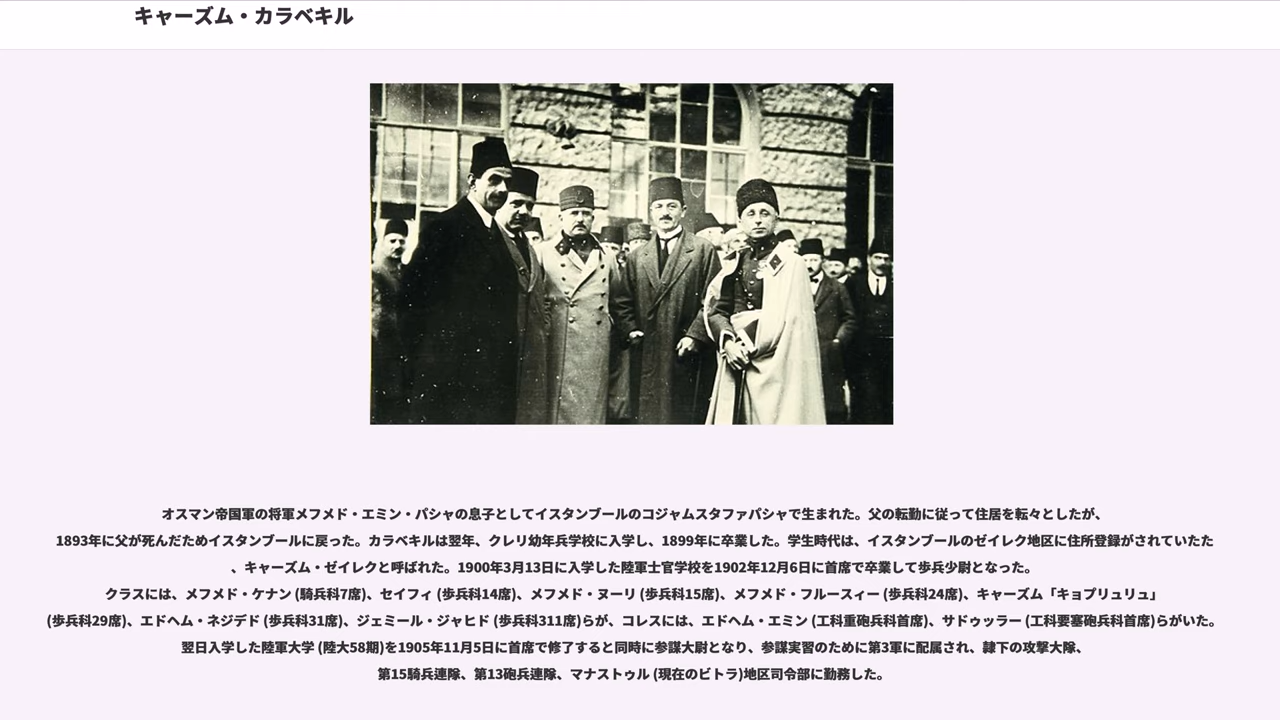 キャーズム・カラベキル
オスマン帝国軍の将軍メフメド・エミン・パシャの息子としてイスタンブールのコジャムスタファパシャで生まれた。父の転勤に従って住居を転々としたが、
1893年に父が死んだためイスタンブールに戻った。カラベキルは翌年、クレリ幼年兵学校に入学し、1899年に卒業した。学生時代は、イスタンブールのゼイレク地区に住所登録がされていたた
、キャーズム・ゼイレクと呼ばれた。1900年3月13日に入学した陸軍士官学校を1902年12月6日に首席で卒業して歩兵少尉となった。
クラスには、メフメド・ケナン (騎兵科7席)、セイフィ (歩兵科14席)、メフメド・ヌーリ (歩兵科15席)、メフメド・フルースィー (歩兵科24席)、キャーズム「キョプリュリュ」
(歩兵科29席)、エドヘム・ネジデド (歩兵科31席)、ジェミール・ジャヒド (歩兵科311席)らが、コレスには、エドヘム・エミン (工科重砲兵科首席)、サドゥッラー (工科要塞砲兵科首席)らがいた。
翌日入学した陸軍大学 (陸大58期)を1905年11月5日に首席で修了すると同時に参謀大尉となり、参謀実習のために第3軍に配属され、隷下の攻撃大隊、
第15騎兵連隊、第13砲兵連隊、マナストゥル (現在のビトラ)地区司令部に勤務した。